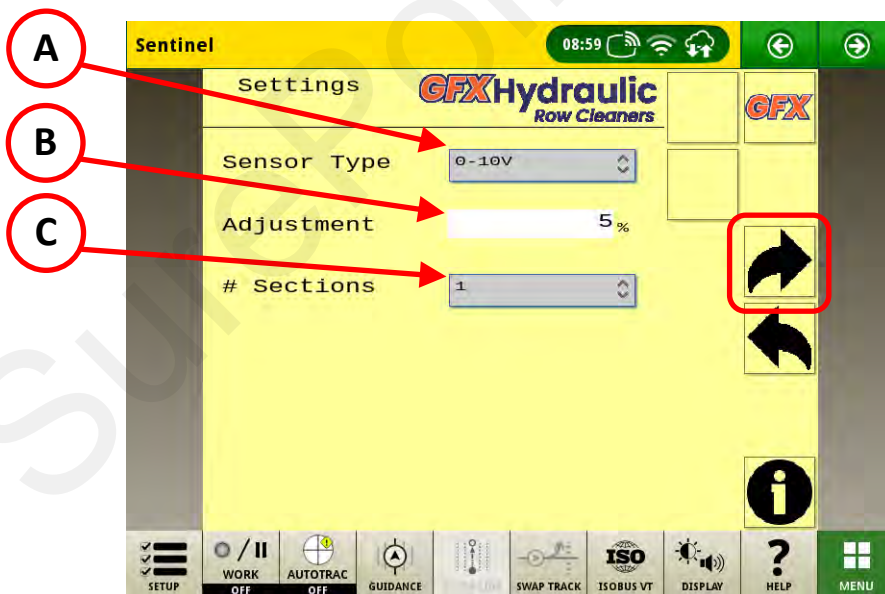 A
B
C
Sentinel
08:59
Settings
GFX Hydraulic
Row Cleaners
GFX
Sensor Type
0-10V
Adjustment
5 %
# Sections
1
i
SETUP
WORK
OFF
AUTOTRAC
OFF
GUIDANCE
SWAP TRACK
ISO
ISOBUS VT
DISPLAY
?
HELP
MENU
SurePoin